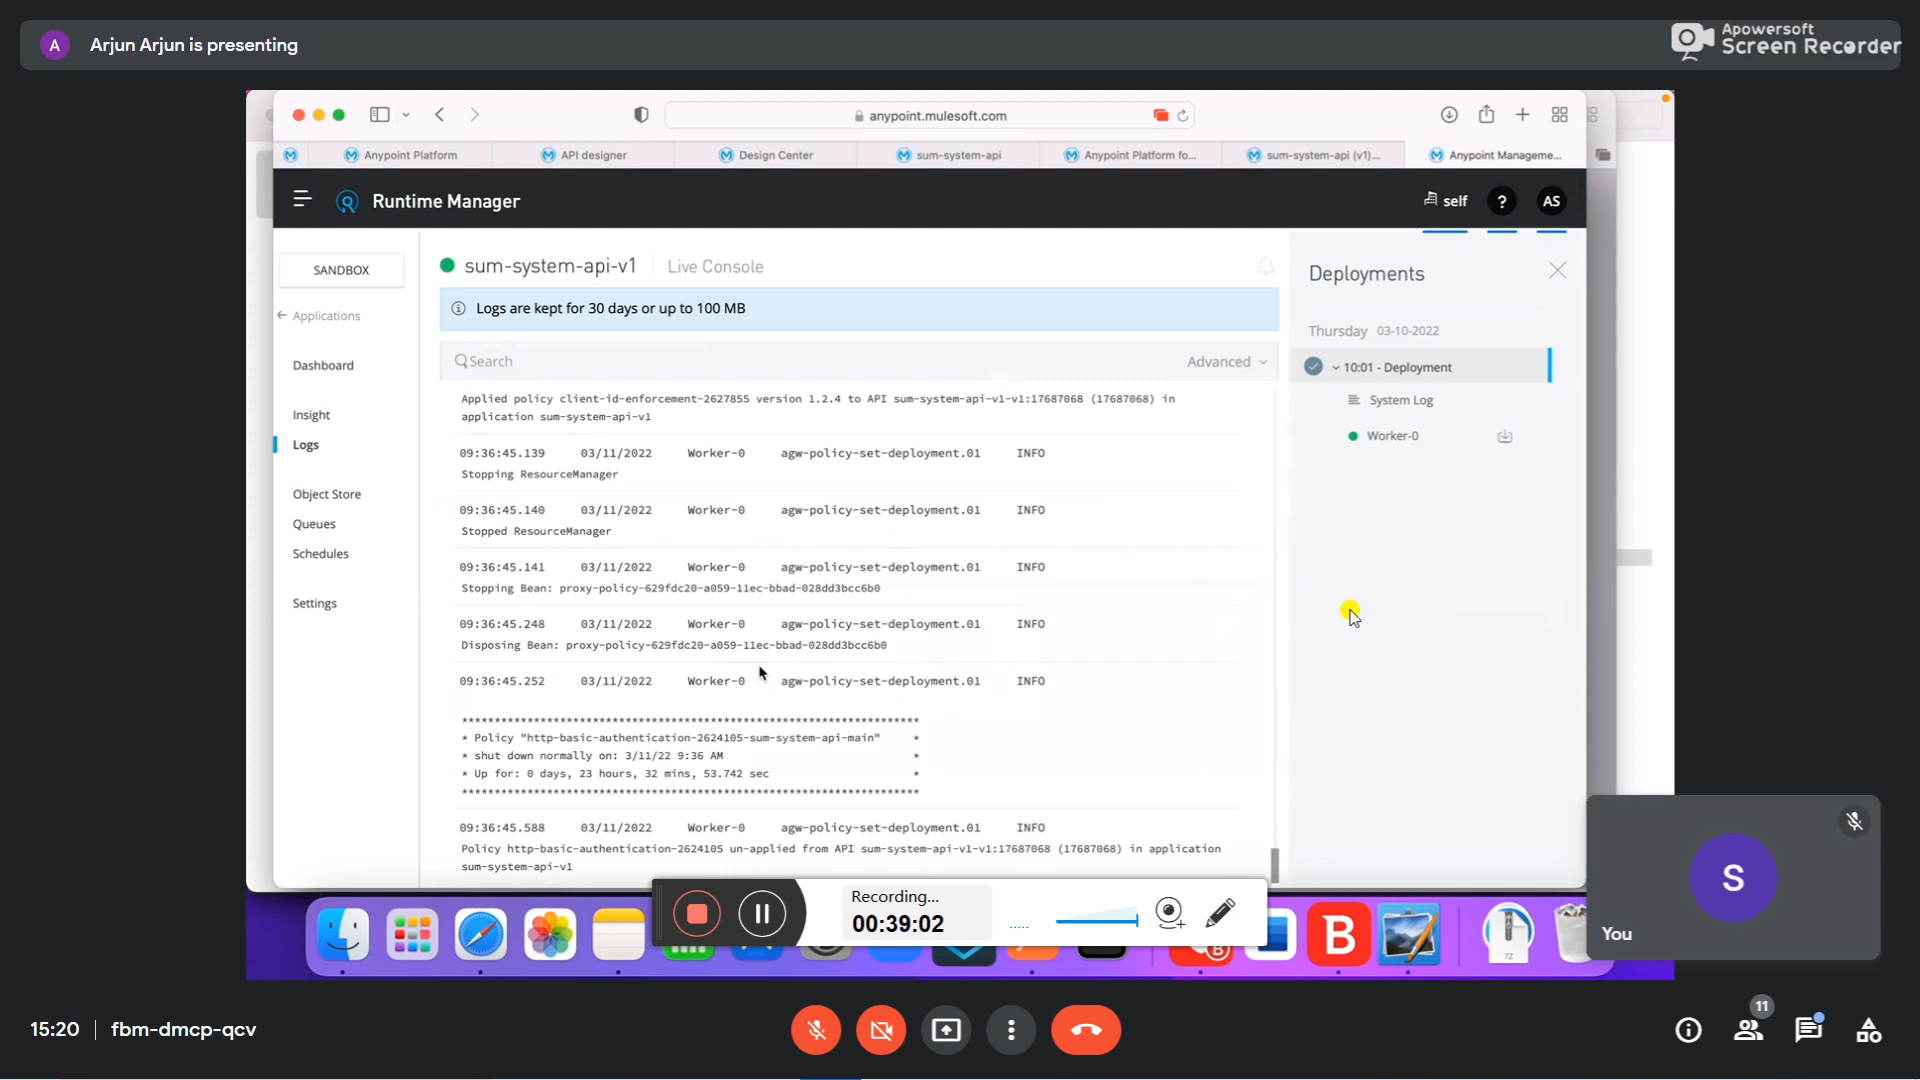 A Arjun Arjun is presenting
Apowersoft
Screen Recorder
anypoint.mulesoft.com
Anypoint Platform
API designer
Design Center
sum-system-api
Anypoint Platform fo...
sum-system-api (v1)...
Anypoint Manageme...
Runtime Manager
self
?
AS
SANDBOX
Applications
Dashboard
Insight
Logs
Object Store
Queues
Schedules
Settings
sum-system-api-v1 Live Console
Logs are kept for 30 days or up to 100 MB
Search
Advanced
Applied policy client-id-enforcement-2627855 version 1.2.4 to API sum-system-api-v1-v1:17687068 (17687068) in
application sum-system-api-v1
09:36:45.139 03/11/2022 Worker-0 agw-policy-set-deployment.01 INFO
Stopping ResourceManager
09:36:45.140 03/11/2022 Worker-0 agw-policy-set-deployment.01 INFO
Stopped ResourceManager
09:36:45.141 03/11/2022 Worker-0 agw-policy-set-deployment.01 INFO
Stopping Bean: proxy-policy-629fdc20-a059-11ec-bbad-028dd3bcc6b0
09:36:45.248 03/11/2022 Worker-0 agw-policy-set-deployment.01 INFO
Disposing Bean: proxy-policy-629fdc20-a059-11ec-bbad-028dd3bcc6b0
09:36:45.252 03/11/2022 Worker-0 agw-policy-set-deployment.01 INFO
**********************************************************************
* Policy "http-basic-authentication-2624105-sum-system-api-main" *
* shut down normally on: 3/11/22 9:36 AM *
* Up for: 0 days, 23 hours, 32 mins, 53.742 sec *
**********************************************************************
09:36:45.588 03/11/2022 Worker-0 agw-policy-set-deployment.01 INFO
Policy http-basic-authentication-2624105 un-applied from API sum-system-api-v1-v1:17687068 (17687068) in application
sum-system-api-v1
Deployments
Thursday 03-10-2022
10:01 - Deployment
System Log
Worker-0
Recording...
00:39:02
B
B
7Z
S
You
15:20 | fbm-dmcp-qcv
11